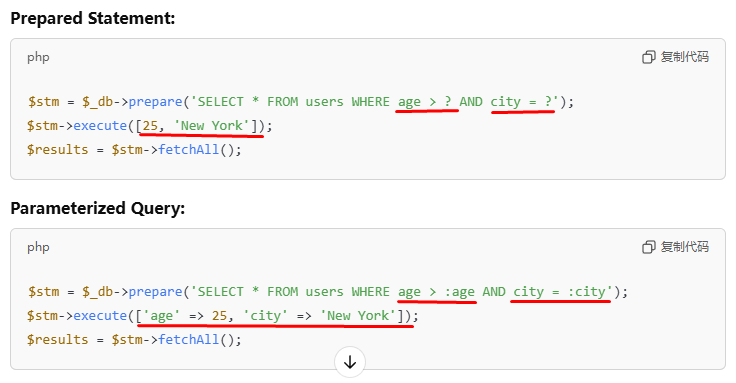 Prepared Statement:
php
复制代码
$stm = $_db->prepare('SELECT * FROM users WHERE age > ? AND city = ?');
$stm->execute([25, 'New York']);
$results = $stm->fetchAll();
Parameterized Query:
php
复制代码
$stm = $_db->prepare('SELECT * FROM users WHERE age > :age AND city = :city');
$stm->execute(['age' => 25, 'city' => 'New York']);
$results = $stm->fetchAll();